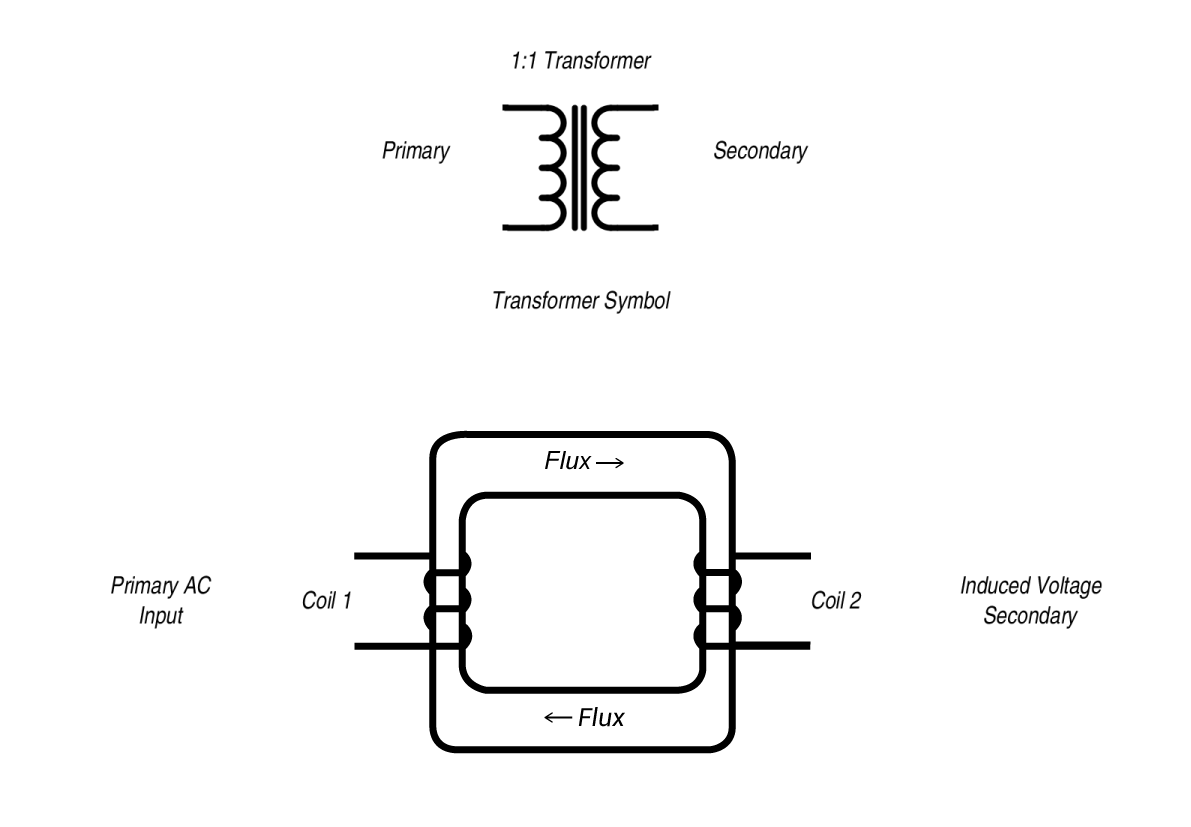 1:1 Transformer
Primary
Secondary
Transformer Symbol
Flux →
Primary AC
Input
Coil 1
Coil 2
Induced Voltage
Secondary
← Flux